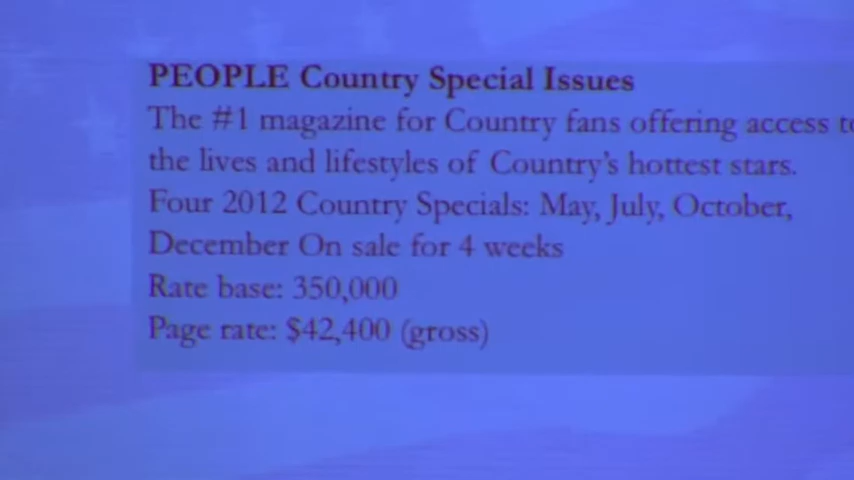 PEOPLE Country Special Issues
The #1 magazine for Country fans offering access to
the lives and lifestyles of Country's hottest stars.
Four 2012 Country Specials: May, July, October,
December On sale for 4 weeks
Rate base: 350,000
Page rate: $42,400 (gross)